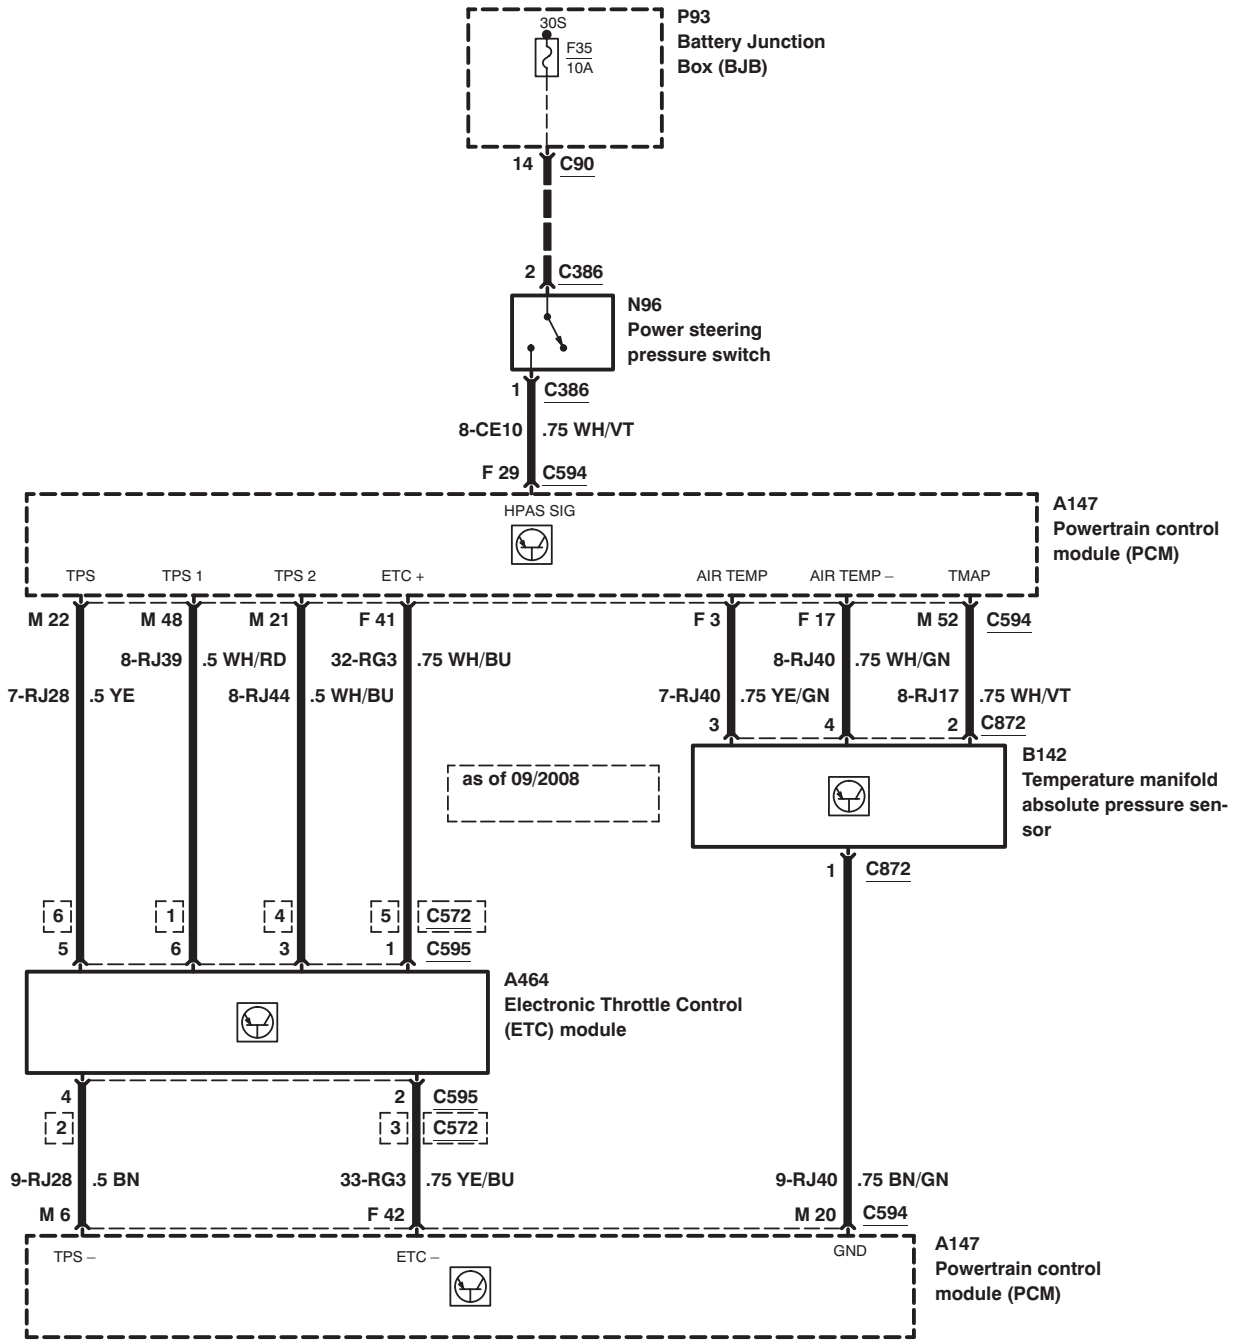 P93
30S
Battery Junction
F35
Box (BJB)
10A
14 C90
2 C386
N96
Power steering
pressure switch
1 C386
8-CE10 .75 WH/VT
F 29 C594
A147
HPAS SIG
Powertrain control
module (PCM)
TPS TPS 1 TPS 2 ETC + AIR TEMP AIR TEMP – TMAP
M 22 M 48 M 21 F 41 F 3 F 17 M 52 C594
8-RJ39 .5 WH/RD 32-RG3 .75 WH/BU 8-RJ40 .75 WH/GN
7-RJ28 .5 YE 8-RJ44 .5 WH/BU 7-RJ40 .75 YE/GN 8-RJ17 .75 WH/VT
3 4 2 C872
B142
as of 09/2008
Temperature manifold
absolute pressure sen-
sor
1 C872
6 1 4 5 C572
5 6 3 1 C595
A464
Electronic Throttle Control
(ETC) module
4 2 C595
2 3 C572
9-RJ28 .5 BN 33-RG3 .75 YE/BU 9-RJ40 .75 BN/GN
M 6 F 42 M 20 C594
A147
TPS – ETC – GND
Powertrain control
module (PCM)